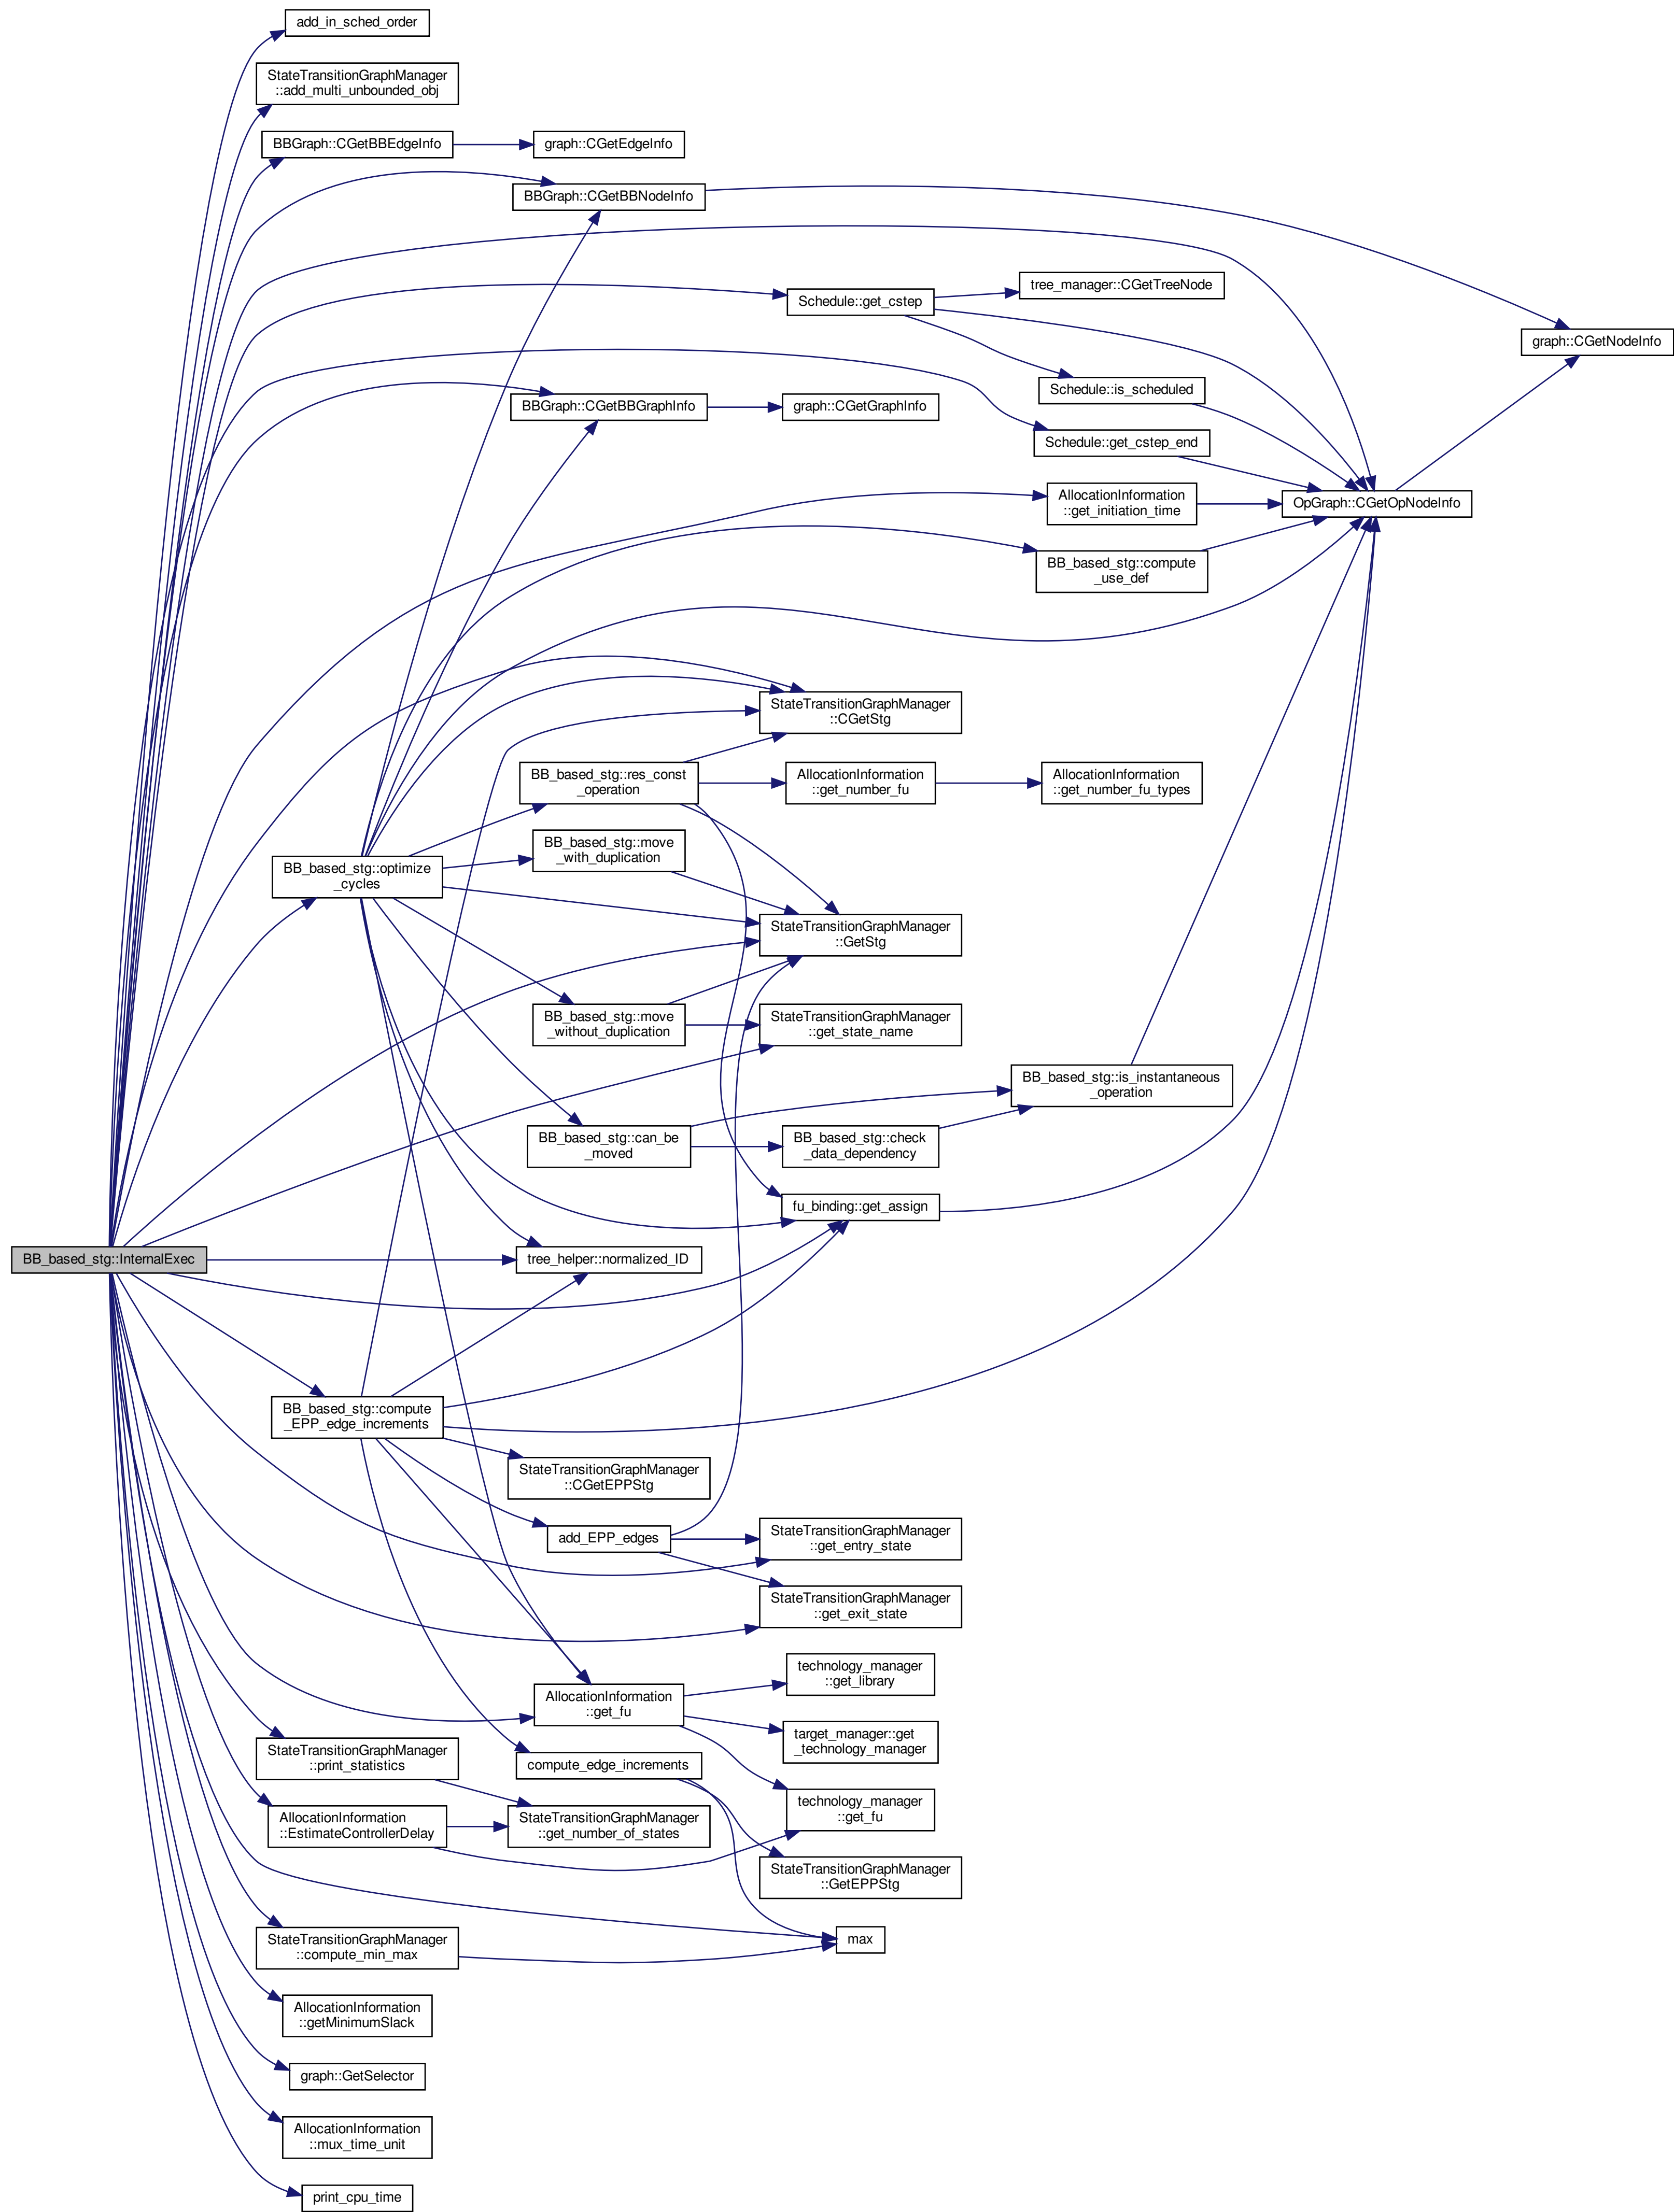 add_in_sched_order
StateTransitionGraphManager
::add_multi_unbounded_obj
BBGraph::CGetBBEdgeInfo
graph::CGetEdgeInfo
BBGraph::CGetBBNodeInfo
tree_manager::CGetTreeNode
Schedule::get_cstep
graph::CGetNodeInfo
Schedule::is_scheduled
BBGraph::CGetBBGraphInfo
graph::CGetGraphInfo
Schedule::get_cstep_end
AllocationInformation
::get_initiation_time
OpGraph::CGetOpNodeInfo
BB_based_stg::compute
_use_def
StateTransitionGraphManager
::CGetStg
BB_based_stg::res_const
_operation
AllocationInformation
::get_number_fu
AllocationInformation
::get_number_fu_types
BB_based_stg::move
_with_duplication
BB_based_stg::optimize
_cycles
StateTransitionGraphManager
::GetStg
BB_based_stg::move
_without_duplication
StateTransitionGraphManager
::get_state_name
BB_based_stg::is_instantaneous
_operation
BB_based_stg::can_be
_moved
BB_based_stg::check
_data_dependency
fu_binding::get_assign
BB_based_stg::InternalExec
tree_helper::normalized_ID
BB_based_stg::compute
_EPP_edge_increments
StateTransitionGraphManager
::CGetEPPStg
add_EPP_edges
StateTransitionGraphManager
::get_entry_state
StateTransitionGraphManager
::get_exit_state
technology_manager
::get_library
AllocationInformation
::get_fu
target_manager::get
_technology_manager
StateTransitionGraphManager
::print_statistics
compute_edge_increments
technology_manager
::get_fu
AllocationInformation
::EstimateControllerDelay
StateTransitionGraphManager
::get_number_of_states
StateTransitionGraphManager
::GetEPPStg
StateTransitionGraphManager
::compute_min_max
max
AllocationInformation
::getMinimumSlack
graph::GetSelector
AllocationInformation
::mux_time_unit
print_cpu_time